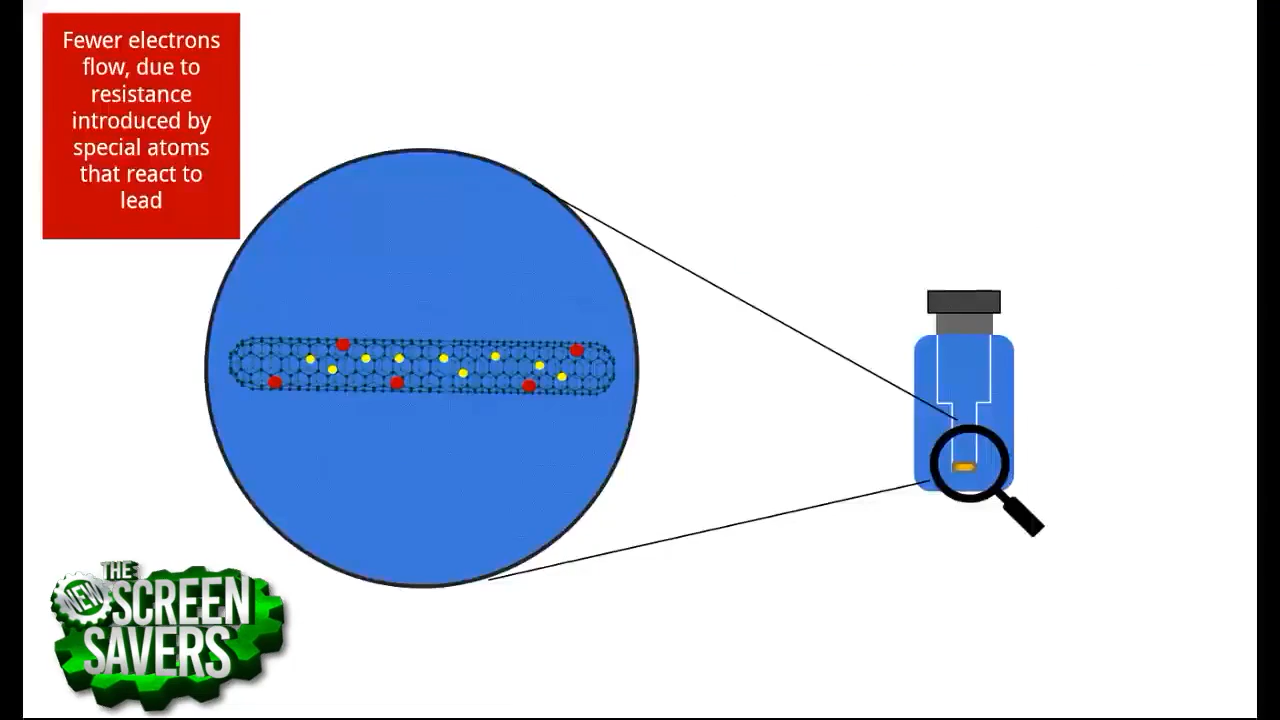 Fewer electrons
flow, due to
resistance
introduced by
special atoms
that react to
lead
THE
NEW
SCREEN
SAVERS